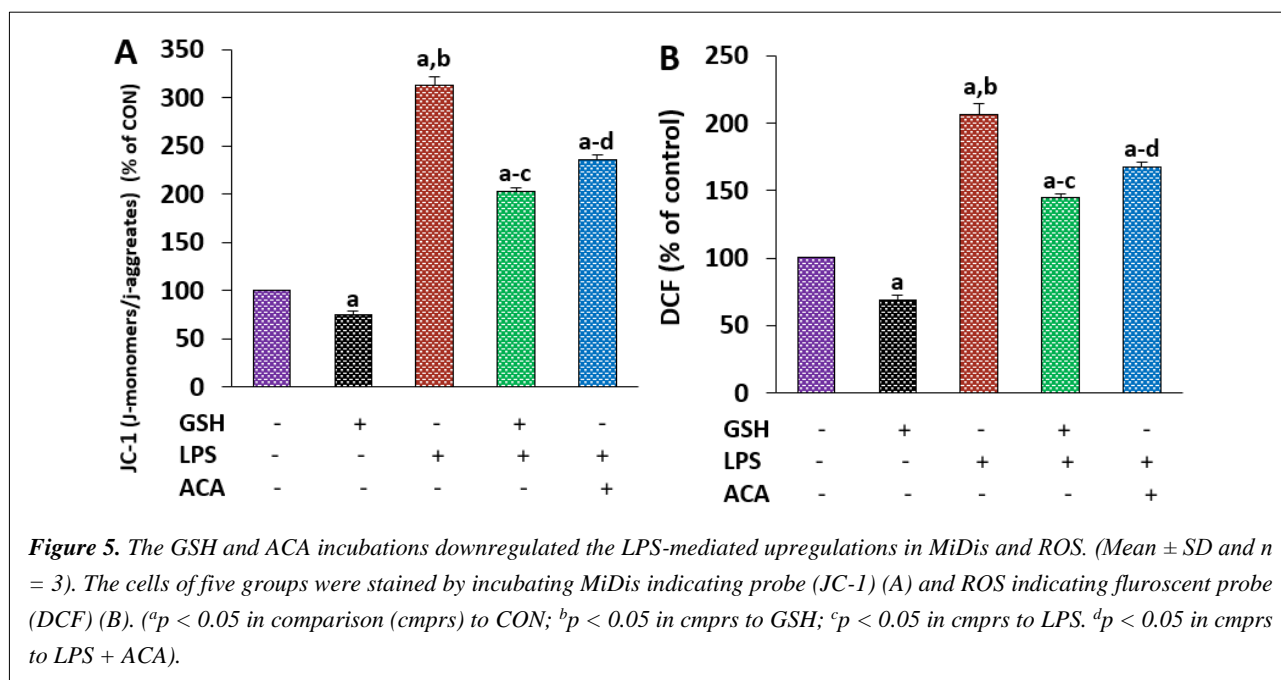 A
JC-1 (J-monomers/j-aggreates) (% of CON)
350
300
250
200
150
100
50
0
a
a,b
a-c
a-d
GSH - + - + -
LPS - - + + +
ACA - - - - +
B
DCF (% of control)
250
200
150
100
50
0
a
a,b
a-c
a-d
GSH - + - + -
LPS - - + + +
ACA - - - - +
Figure 5. The GSH and ACA incubations downregulated the LPS-mediated upregulations in MiDis and ROS. (Mean ± SD and n
= 3). The cells of five groups were stained by incubating MiDis indicating probe (JC-1) (A) and ROS indicating fluroscent probe
(DCF) (B). (ᵃp < 0.05 in comparison (cmprs) to CON; ᵇp < 0.05 in cmprs to GSH; ᶜp < 0.05 in cmprs to LPS. ᵈp < 0.05 in cmprs
to LPS + ACA).